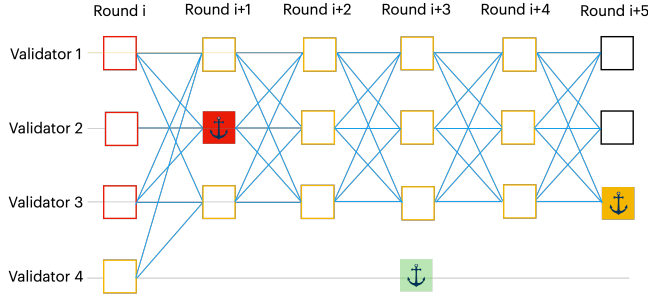 Round i Round i+1 Round i+2 Round i+3 Round i+4 Round i+5
Validator 1
Validator 2
Validator 3
Validator 4